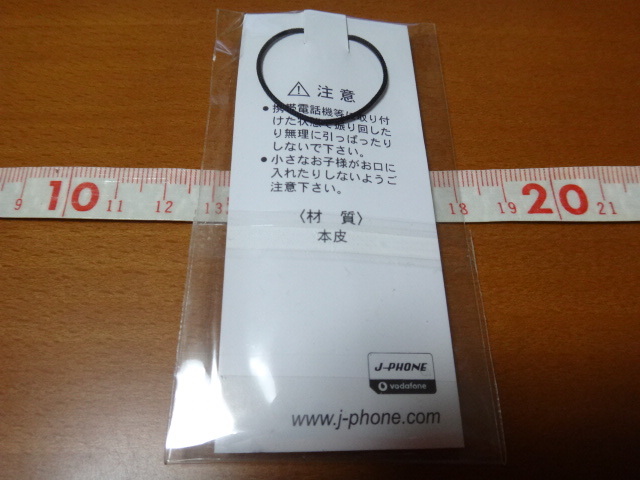 ⚠ 注意
●携帯電話機等に取り付
けた状態で振り回した
り無理に引っぱったり
しないで下さい。
●小さなお子様がお口に
入れたりしないようご
注意下さい。
〈材 質〉
本皮
9 10 11 12 13 18 19 20 21
J-PHONE
vodafone
www.j-phone.com